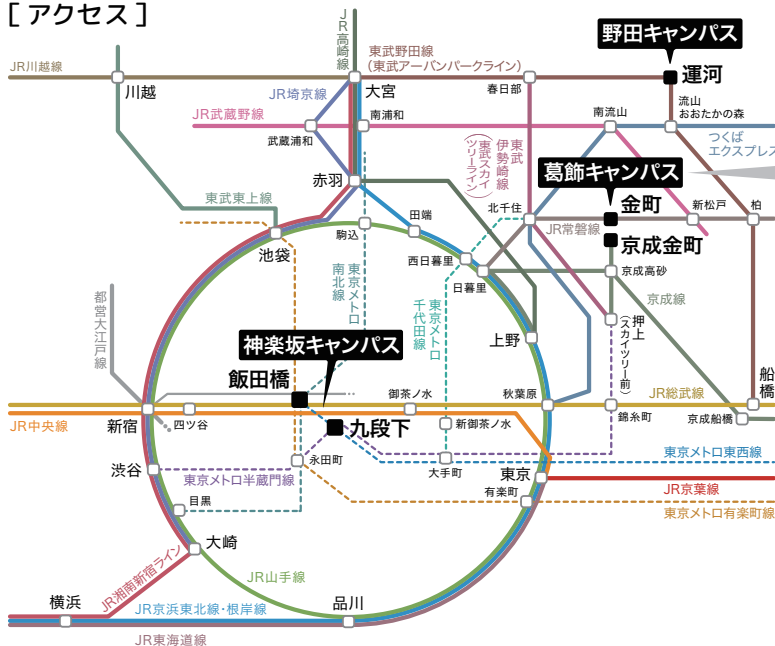 [ アクセス ]
JR高崎線
野田キャンパス
東武野田線
(東武アーバンパークライン)
JR川越線
川越
大宮
春日部
運河
JR埼京線
JR武蔵野線
南浦和
武蔵浦和
南流山
流山
おおたかの森
つくば
エクスプレス
東武
伊勢崎線
(東武スカイ
ツリーライン)
葛飾キャンパス
赤羽
東武東上線
北千住
金町
新松戸
柏
田端
駒込
JR常磐線
京成金町
池袋
西日暮里
日暮里
京成高砂
東京メトロ
南北線
東京メトロ
千代田線
京成線
都営大江戸線
上野
押上
(スカイツリー前)
神楽坂キャンパス
飯田橋
船橋
御茶ノ水
秋葉原
JR総武線
JR中央線
新宿
四ツ谷
九段下
新御茶ノ水
錦糸町
京成船橋
永田町
大手町
東京メトロ東西線
渋谷
東京メトロ半蔵門線
東京
有楽町
JR京葉線
目黒
東京メトロ有楽町線
大崎
JR湘南新宿ライン
JR山手線
横浜
JR京浜東北線・根岸線
品川
JR東海道線